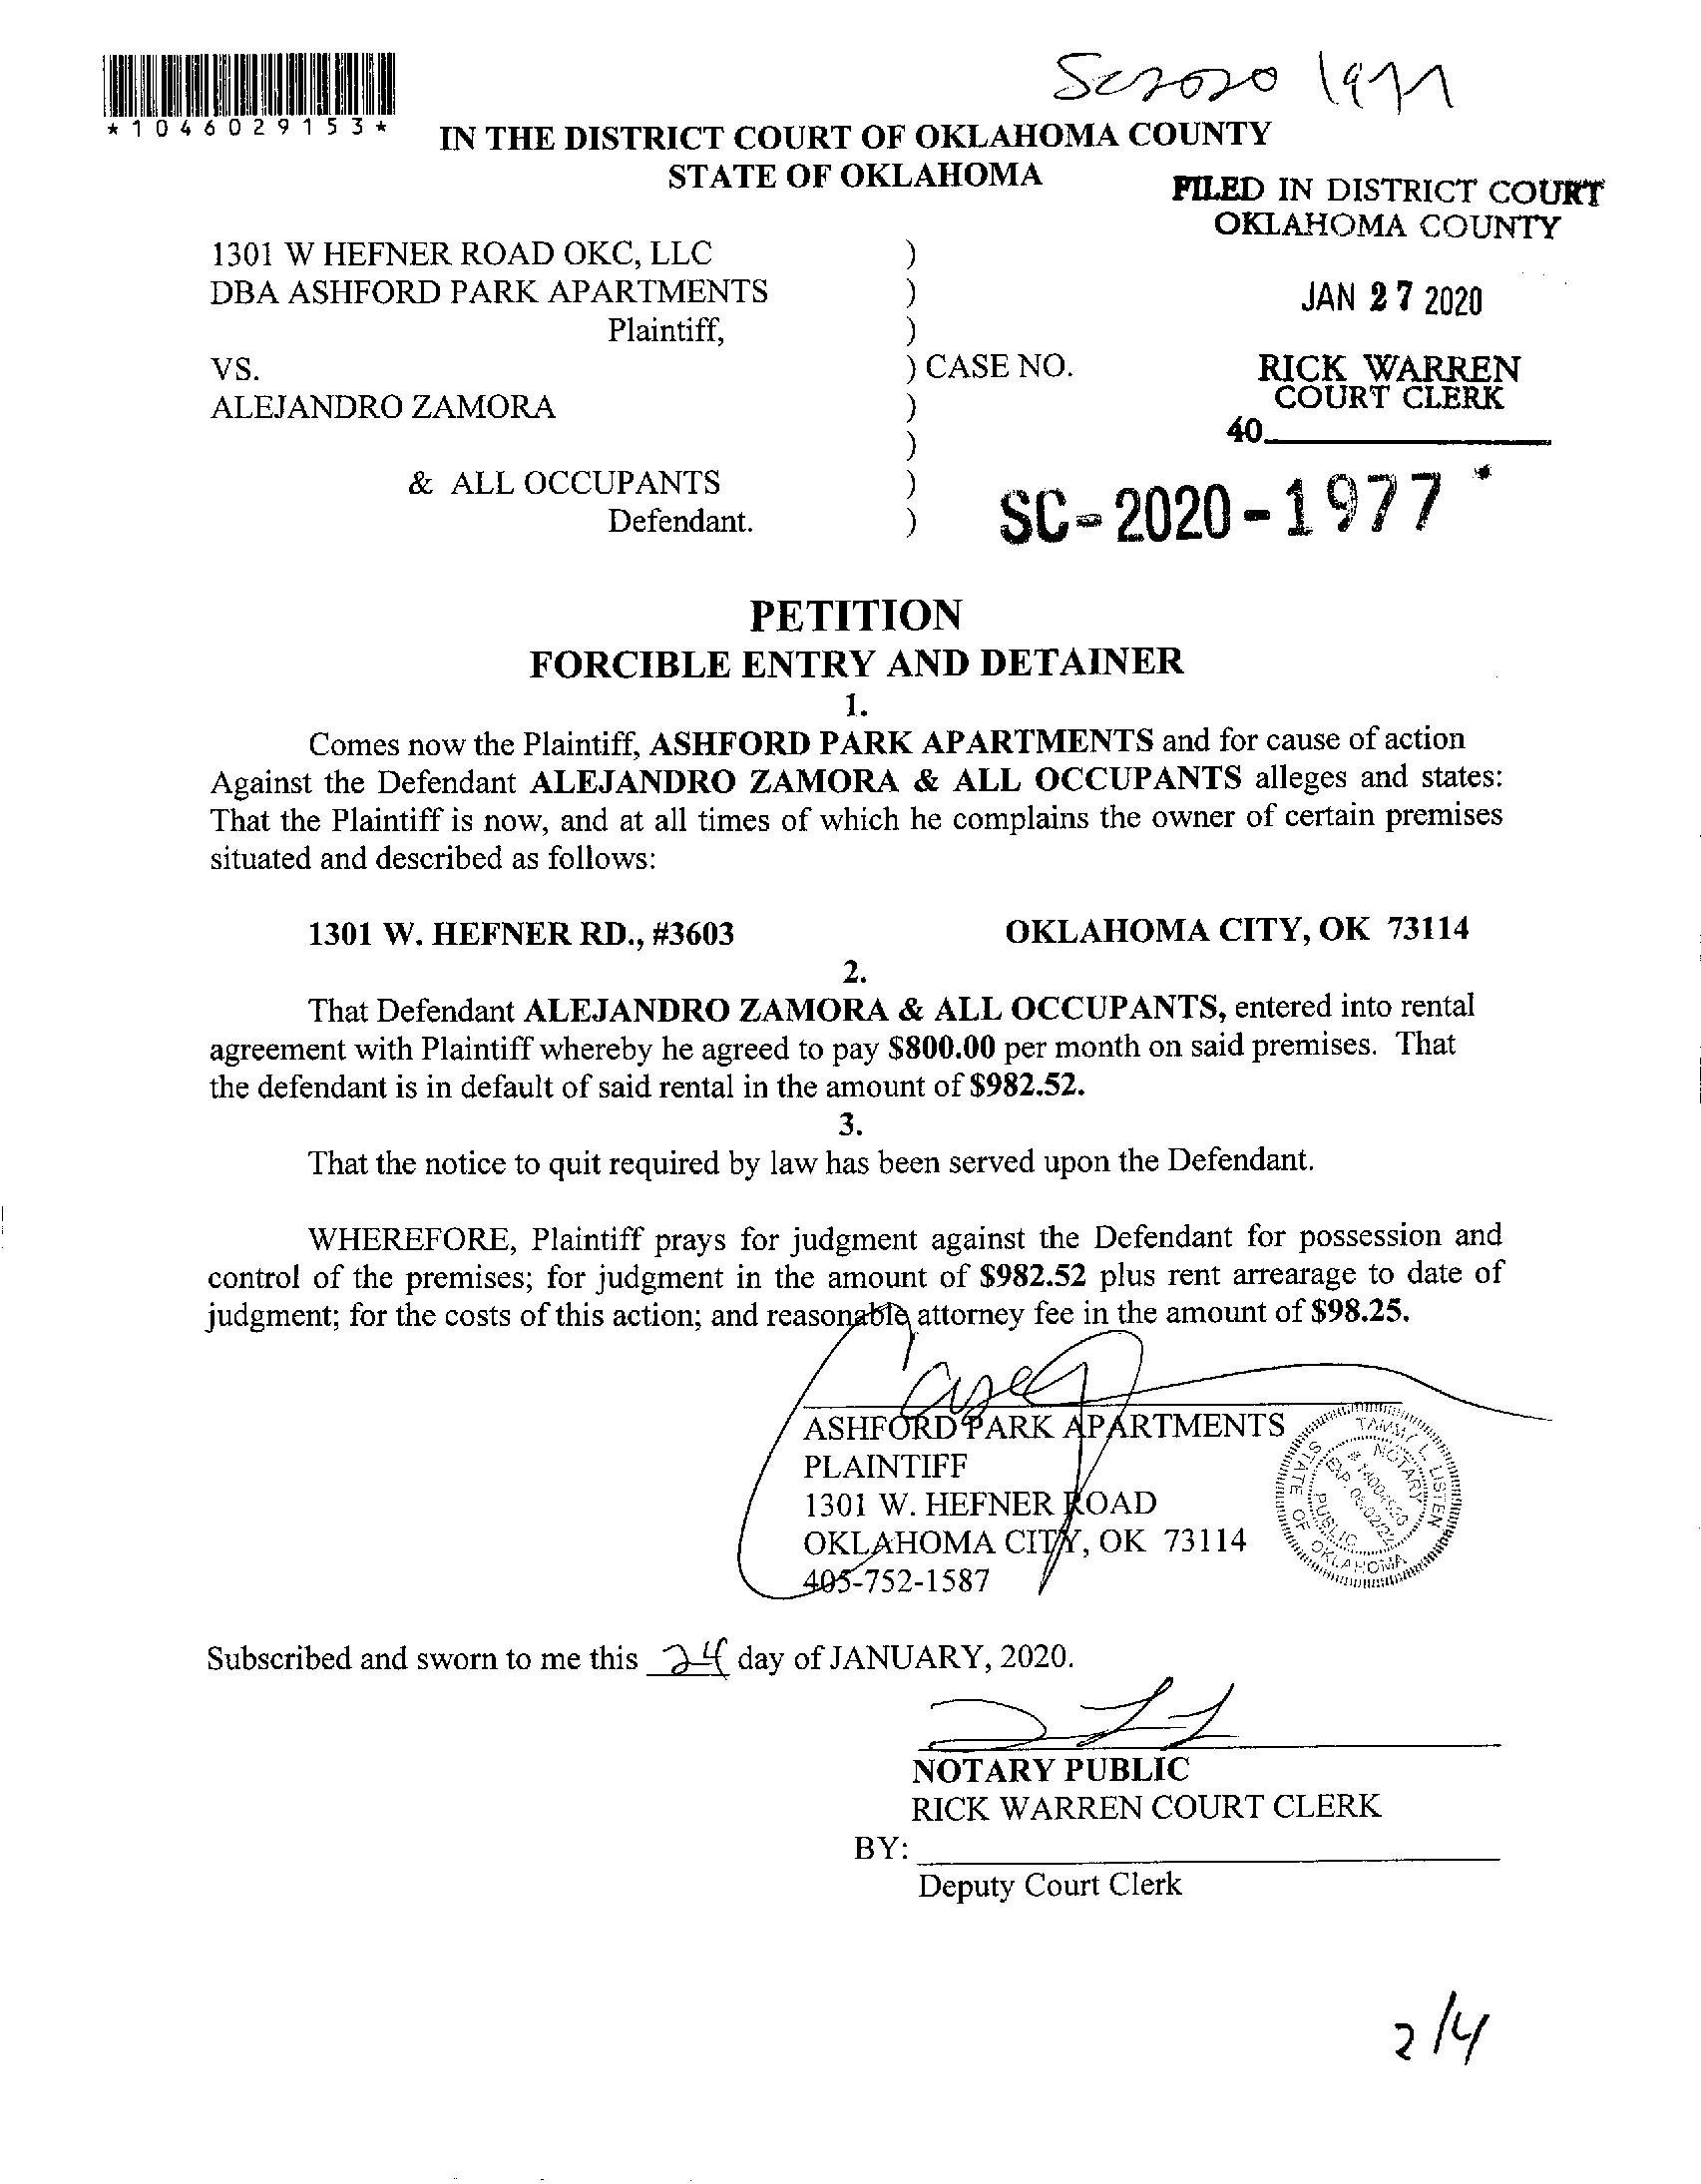 SC2020 1977
*1046029153*
IN THE DISTRICT COURT OF OKLAHOMA COUNTY
STATE OF OKLAHOMA
FILED IN DISTRICT COURT
OKLAHOMA COUNTY
1301 W HEFNER ROAD OKC, LLC )
DBA ASHFORD PARK APARTMENTS )
JAN 27 2020
Plaintiff, )
VS. ) CASE NO.
RICK WARREN
COURT CLERK
ALEJANDRO ZAMORA )
40
)
& ALL OCCUPANTS )
Defendant. )
SC-2020-1977
PETITION
FORCIBLE ENTRY AND DETAINER
1.
Comes now the Plaintiff, ASHFORD PARK APARTMENTS and for cause of action
Against the Defendant ALEJANDRO ZAMORA & ALL OCCUPANTS alleges and states:
That the Plaintiff is now, and at all times of which he complains the owner of certain premises
situated and described as follows:
1301 W. HEFNER RD., #3603 OKLAHOMA CITY, OK 73114
2.
That Defendant ALEJANDRO ZAMORA & ALL OCCUPANTS, entered into rental
agreement with Plaintiff whereby he agreed to pay $800.00 per month on said premises. That
the defendant is in default of said rental in the amount of $982.52.
3.
That the notice to quit required by law has been served upon the Defendant.
WHEREFORE, Plaintiff prays for judgment against the Defendant for possession and
control of the premises; for judgment in the amount of $982.52 plus rent arrearage to date of
judgment; for the costs of this action; and reasonable attorney fee in the amount of $98.25.
Casey
ASHFORD PARK APARTMENTS
PLAINTIFF
1301 W. HEFNER ROAD
OKLAHOMA CITY, OK 73114
405-752-1587
TAMMY L. LISTEN
NOTARY
PUBLIC
STATE OF OKLAHOMA
Subscribed and sworn to me this 24 day of JANUARY, 2020.
NOTARY PUBLIC
RICK WARREN COURT CLERK
BY:
Deputy Court Clerk
2/4